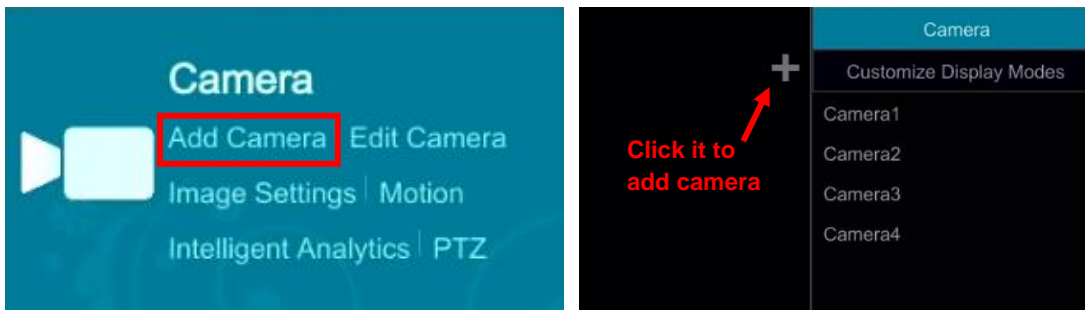 Camera
Add Camera Edit Camera
Image Settings Motion
Intelligent Analytics PTZ
Click it to
add camera
Camera
Customize Display Modes
Camera1
Camera2
Camera3
Camera4